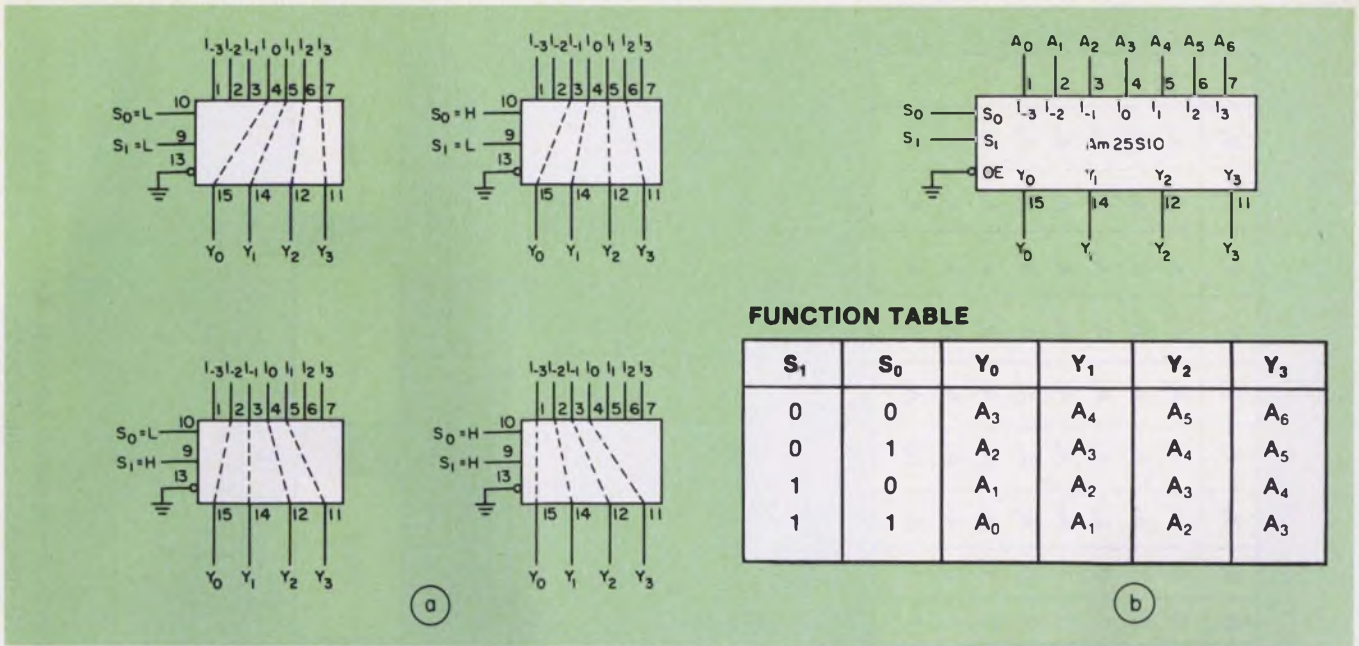 I₋₃ I₋₂ I₋₁ I₀ I₁ I₂ I₃
1 2 3 4 5 6 7
S₀=L 10
S₁=L 9
13
15 14 12 11
Y₀ Y₁ Y₂ Y₃
I₋₃ I₋₂ I₋₁ I₀ I₁ I₂ I₃
1 2 3 4 5 6 7
S₀=H 10
S₁=L 9
13
15 14 12 11
Y₀ Y₁ Y₂ Y₃
I₋₃ I₋₂ I₋₁ I₀ I₁ I₂ I₃
1 2 3 4 5 6 7
S₀=L 10
S₁=H 9
13
15 14 12 11
Y₀ Y₁ Y₂ Y₃
I₋₃ I₋₂ I₋₁ I₀ I₁ I₂ I₃
1 2 3 4 5 6 7
S₀=H 10
S₁=H 9
13
15 14 12 11
Y₀ Y₁ Y₂ Y₃
a
A₀ A₁ A₂ A₃ A₄ A₅ A₆
1 2 3 4 5 6 7
S₀ S₀ I₋₃ I₋₂ I₋₁ I₀ I₁ I₂ I₃
S₁ S₁ Am25S10
OE Y₀ Y₁ Y₂ Y₃
15 14 12 11
Y₀ Y₁ Y₂ Y₃
FUNCTION TABLE
S₁ S₀ Y₀ Y₁ Y₂ Y₃
0 0 A₃ A₄ A₅ A₆
0 1 A₂ A₃ A₄ A₅
1 0 A₁ A₂ A₃ A₄
1 1 A₀ A₁ A₂ A₃
b